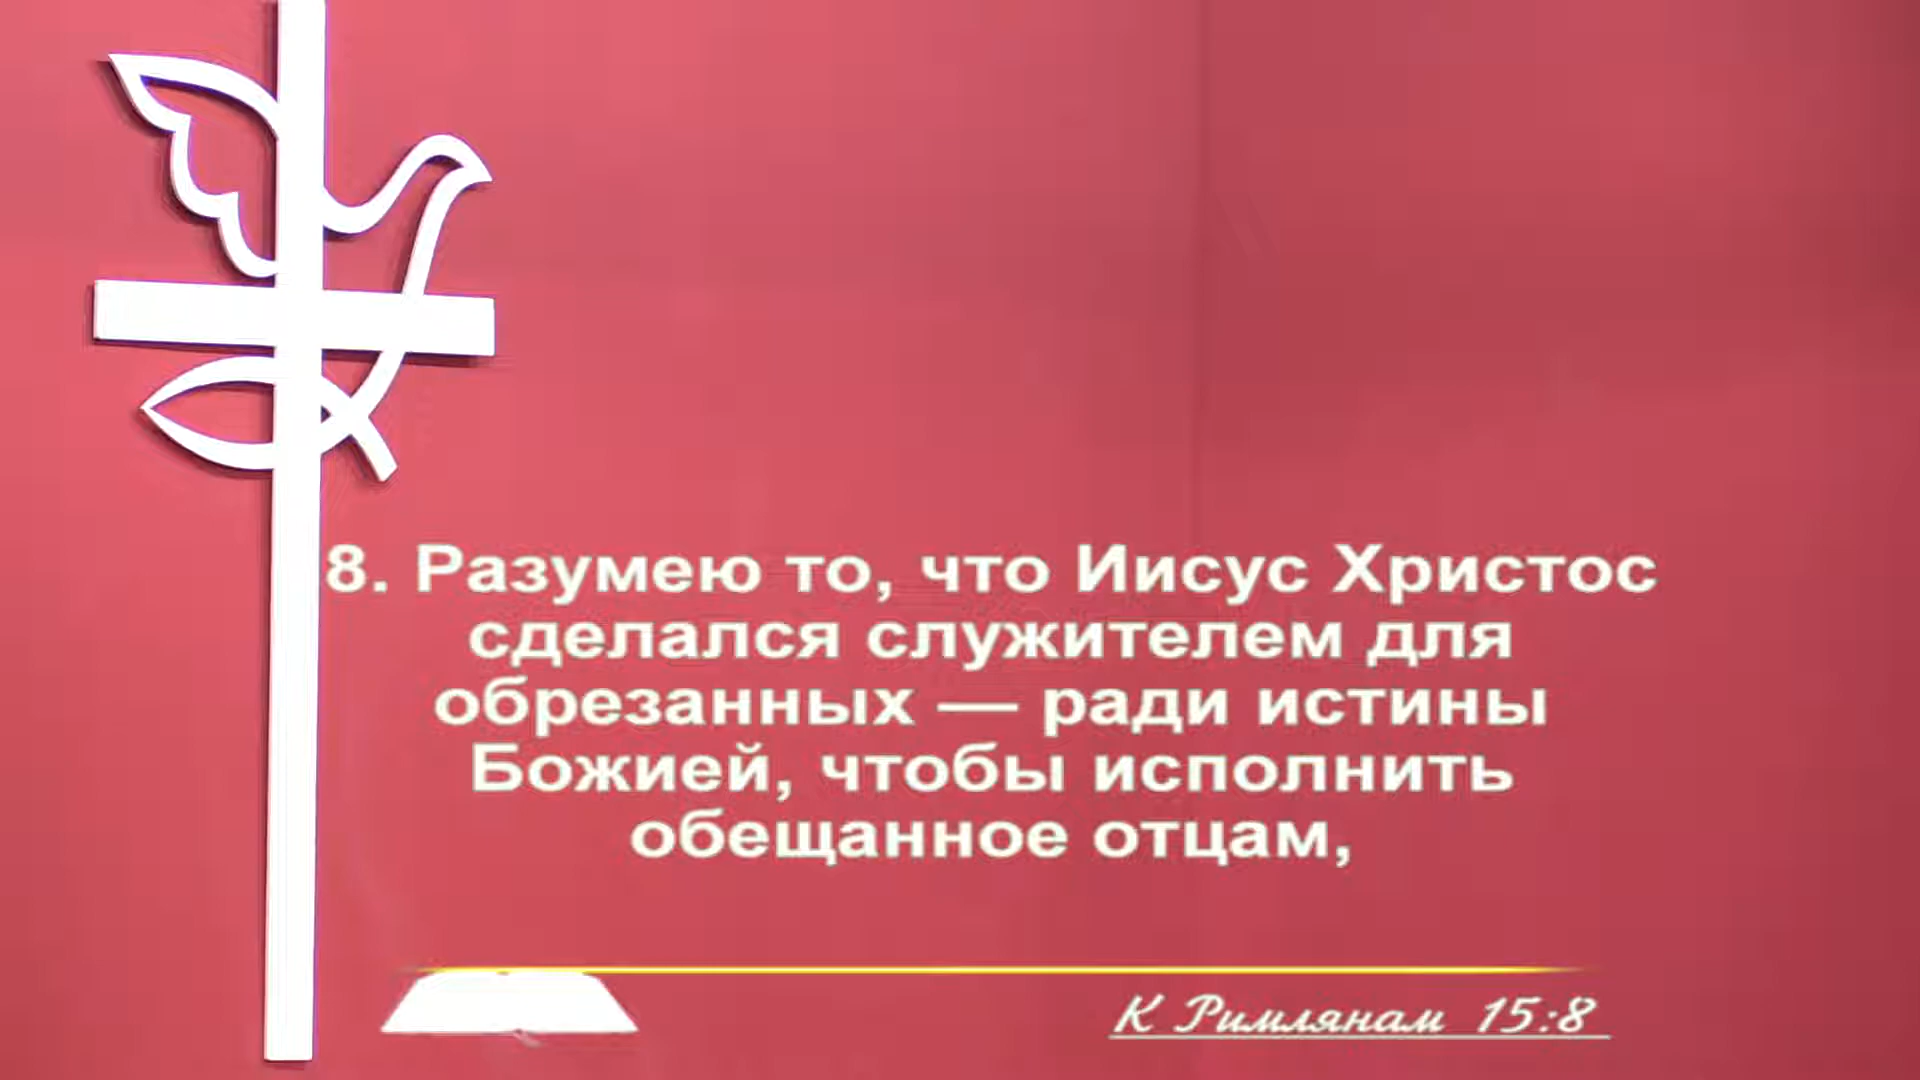 8. Разумею то, что Иисус Христос
сделался служителем для
обрезанных — ради истины
Божией, чтобы исполнить
обещанное отцам,
К Римлянам 15:8